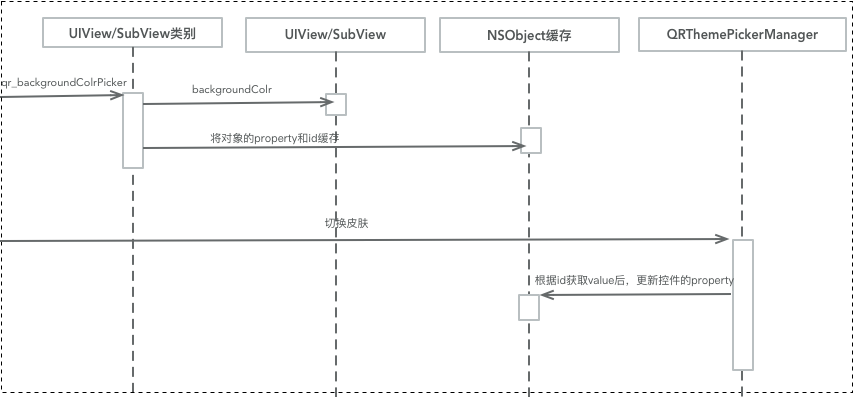 UIView/SubView类别
UIView/SubView
NSObject缓存
QRThemePickerManager
qr_backgroundColrPicker
backgroundColr
将对象的property和id缓存
切换皮肤
根据id获取value后，更新控件的property